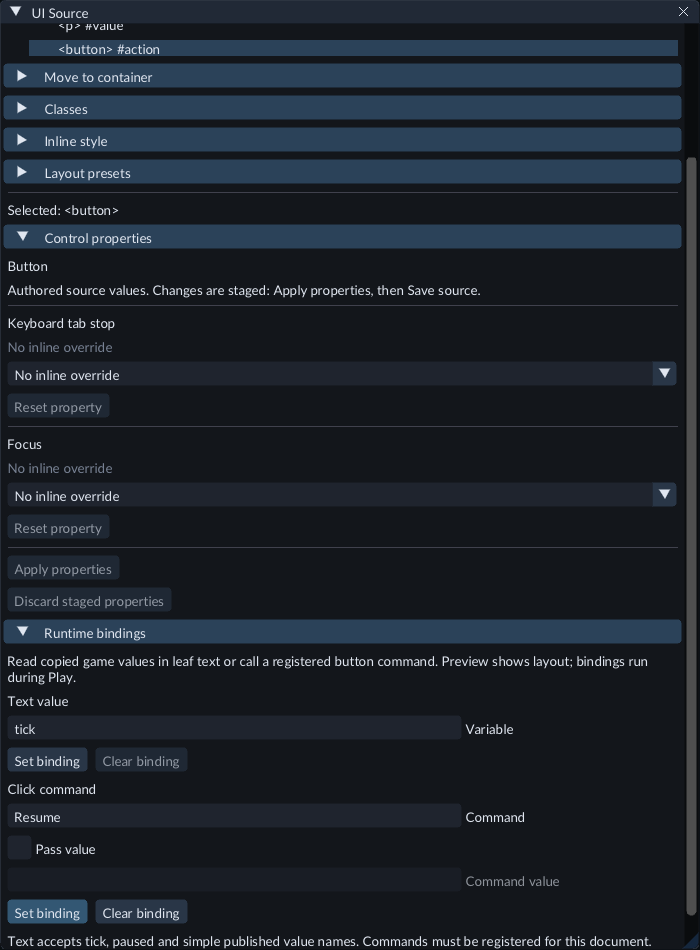 UI Source
<p> #value
<button> #action
Move to container
Classes
Inline style
Layout presets
Selected: <button>
Control properties
Button
Authored source values. Changes are staged: Apply properties, then Save source.
Keyboard tab stop
No inline override
No inline override
Reset property
Focus
No inline override
No inline override
Reset property
Apply properties
Discard staged properties
Runtime bindings
Read copied game values in leaf text or call a registered button command. Preview shows layout; bindings run
during Play.
Text value
tick Variable
Set binding Clear binding
Click command
Resume Command
Pass value
Command value
Set binding Clear binding
Text accepts tick, paused and simple published value names. Commands must be registered for this document.